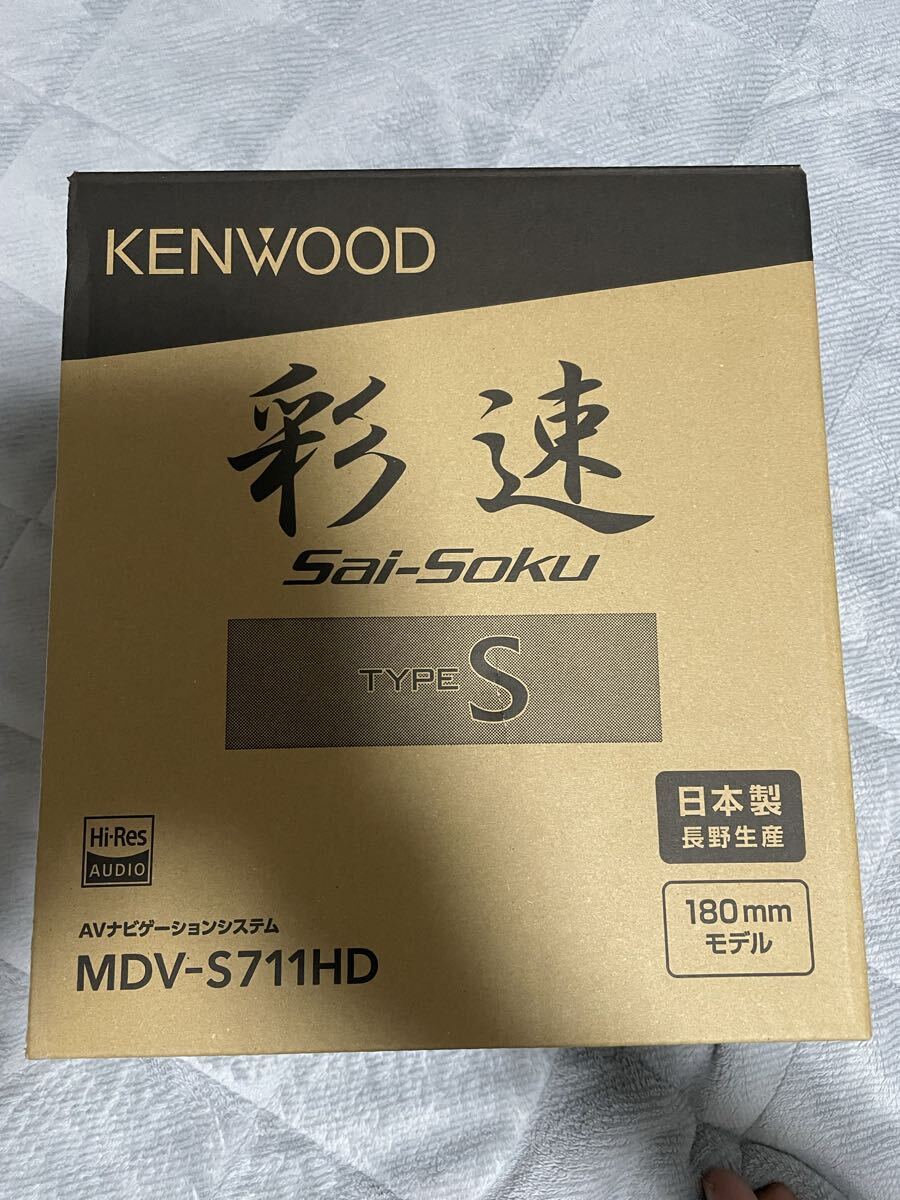 KENWOOD
彩速
Sai-Soku
TYPE S
日本製
長野生産
Hi-Res
AUDIO
180mm
モデル
AVナビゲーションシステム
MDV-S711HD